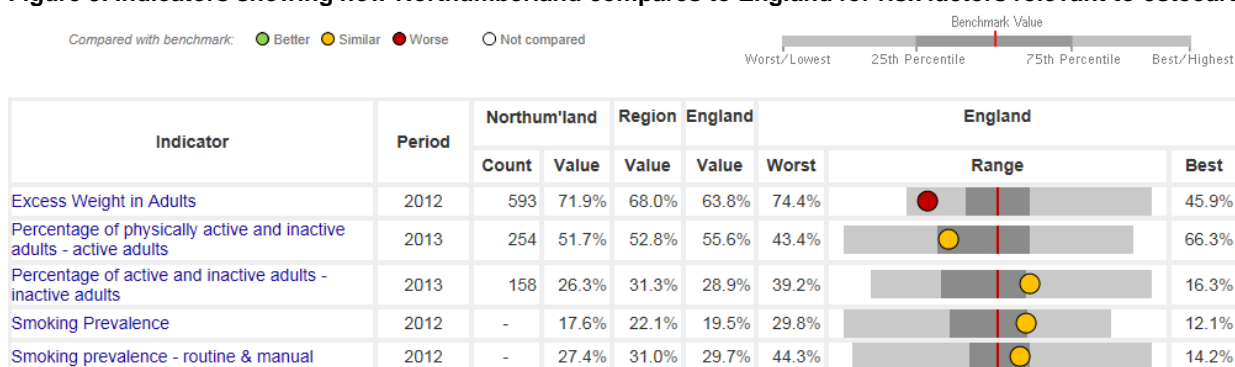 Compared with benchmark: Better Similar Worse Not compared
Benchmark Value
Worst/Lowest 25th Percentile 75th Percentile Best/Highest
Indicator Period Northum'land Region England England
Count Value Value Value Worst Range Best
Excess Weight in Adults 2012 593 71.9% 68.0% 63.8% 74.4% 45.9%
Percentage of physically active and inactive
adults - active adults 2013 254 51.7% 52.8% 55.6% 43.4% 66.3%
Percentage of active and inactive adults -
inactive adults 2013 158 26.3% 31.3% 28.9% 39.2% 16.3%
Smoking Prevalence 2012 - 17.6% 22.1% 19.5% 29.8% 12.1%
Smoking prevalence - routine & manual 2012 - 27.4% 31.0% 29.7% 44.3% 14.2%